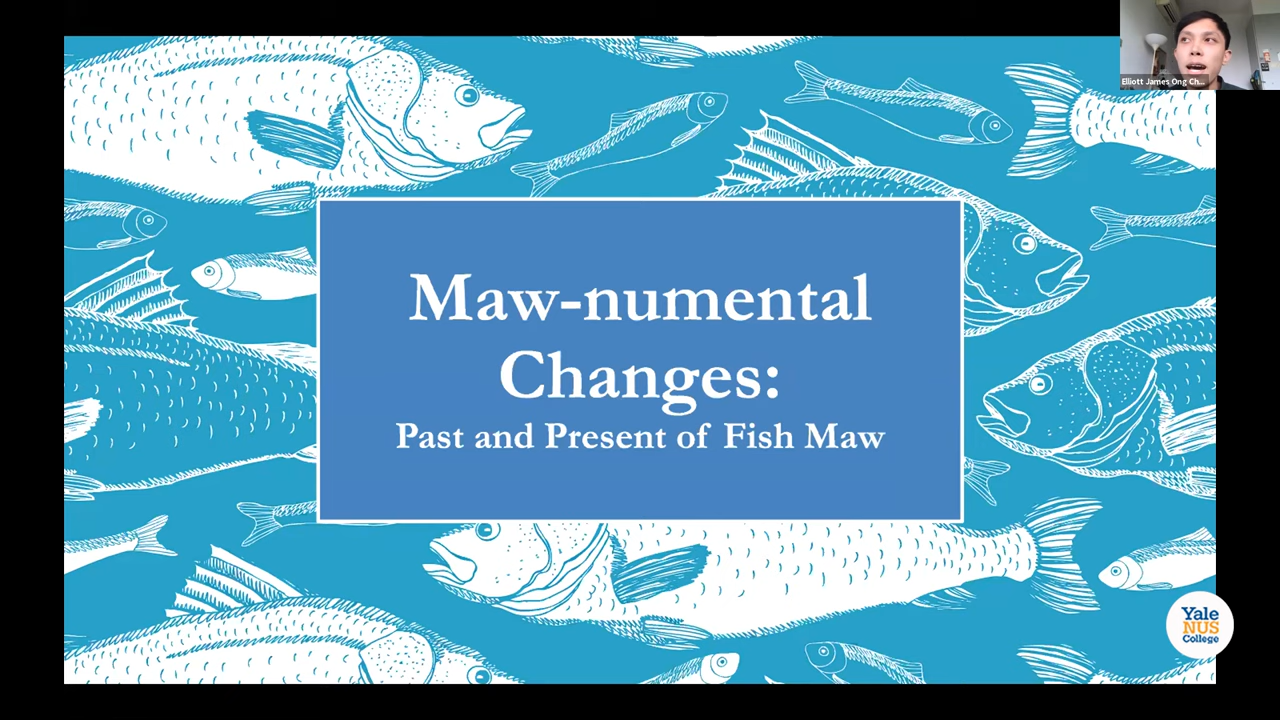 Elliott James Ong Ch...
Maw-numental
Changes:
Past and Present of Fish Maw
Yale
NUS
College